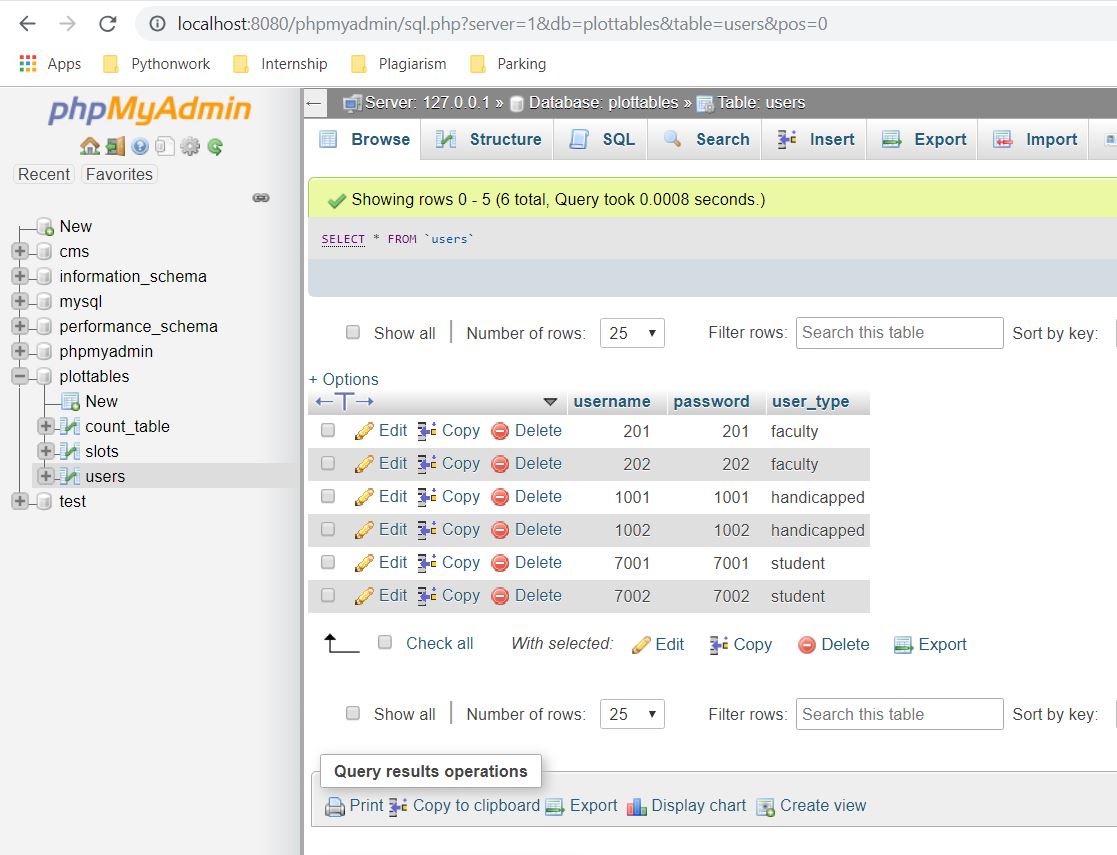 localhost:8080/phpmyadmin/sql.php?server=1&db=plottables&table=users&pos=0
Apps Pythonwork Internship Plagiarism Parking
phpMyAdmin
Recent Favorites
New
cms
information_schema
mysql
performance_schema
phpmyadmin
plottables
New
count_table
slots
users
test
Server: 127.0.0.1 » Database: plottables » Table: users
Browse Structure SQL Search Insert Export Import
Showing rows 0 - 5 (6 total, Query took 0.0008 seconds.)
SELECT * FROM `users`
Show all Number of rows: 25 Filter rows: Search this table Sort by key:
+ Options
username password user_type
Edit Copy Delete 201 201 faculty
Edit Copy Delete 202 202 faculty
Edit Copy Delete 1001 1001 handicapped
Edit Copy Delete 1002 1002 handicapped
Edit Copy Delete 7001 7001 student
Edit Copy Delete 7002 7002 student
Check all With selected: Edit Copy Delete Export
Show all Number of rows: 25 Filter rows: Search this table Sort by key:
Query results operations
Print Copy to clipboard Export Display chart Create view